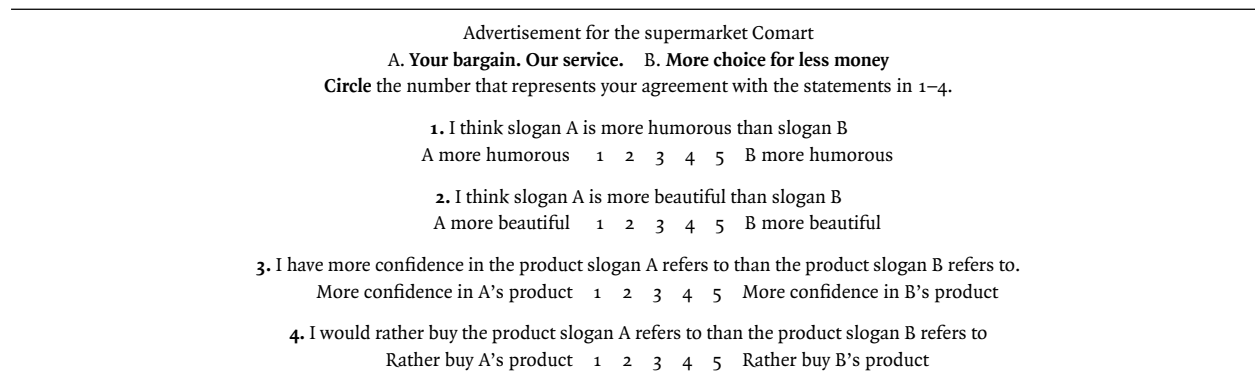 Advertisement for the supermarket Comart
A. Your bargain. Our service. B. More choice for less money
Circle the number that represents your agreement with the statements in 1–4.
1. I think slogan A is more humorous than slogan B
A more humorous 1 2 3 4 5 B more humorous
2. I think slogan A is more beautiful than slogan B
A more beautiful 1 2 3 4 5 B more beautiful
3. I have more confidence in the product slogan A refers to than the product slogan B refers to.
More confidence in A’s product 1 2 3 4 5 More confidence in B’s product
4. I would rather buy the product slogan A refers to than the product slogan B refers to
Rather buy A’s product 1 2 3 4 5 Rather buy B’s product